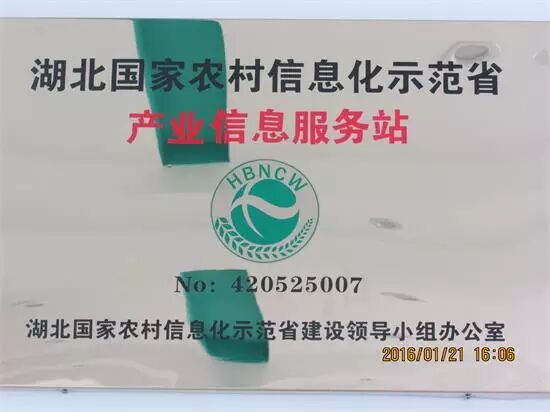 湖北国家农村信息化示范省
产业信息服务站
HBNCW
No: 420525007
湖北国家农村信息化示范省建设领导小组办公室
2016/01/21 16:06